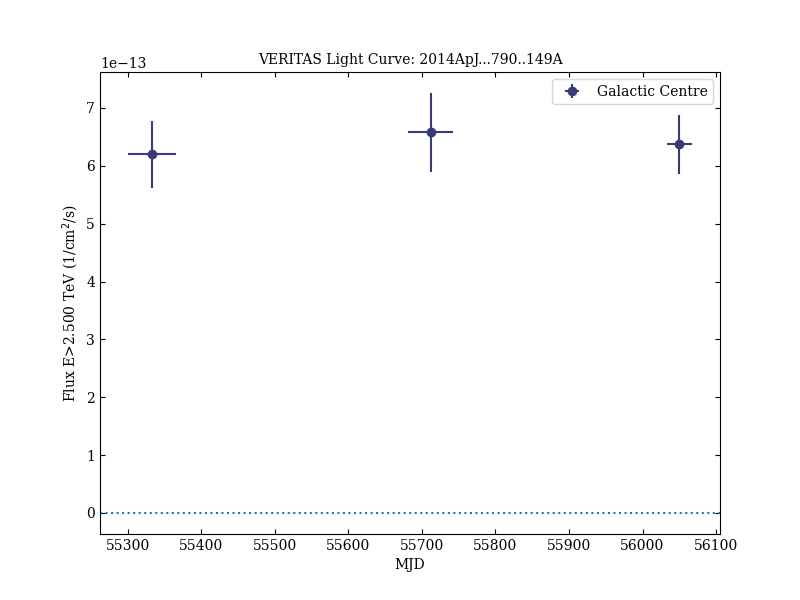 VERITAS Light Curve: 2014ApJ...790..149A
1e−13
Galactic Centre
7
6
5
4
3
2
1
0
Flux E>2.500 TeV (1/cm²/s)
55300 55400 55500 55600 55700 55800 55900 56000 56100
MJD